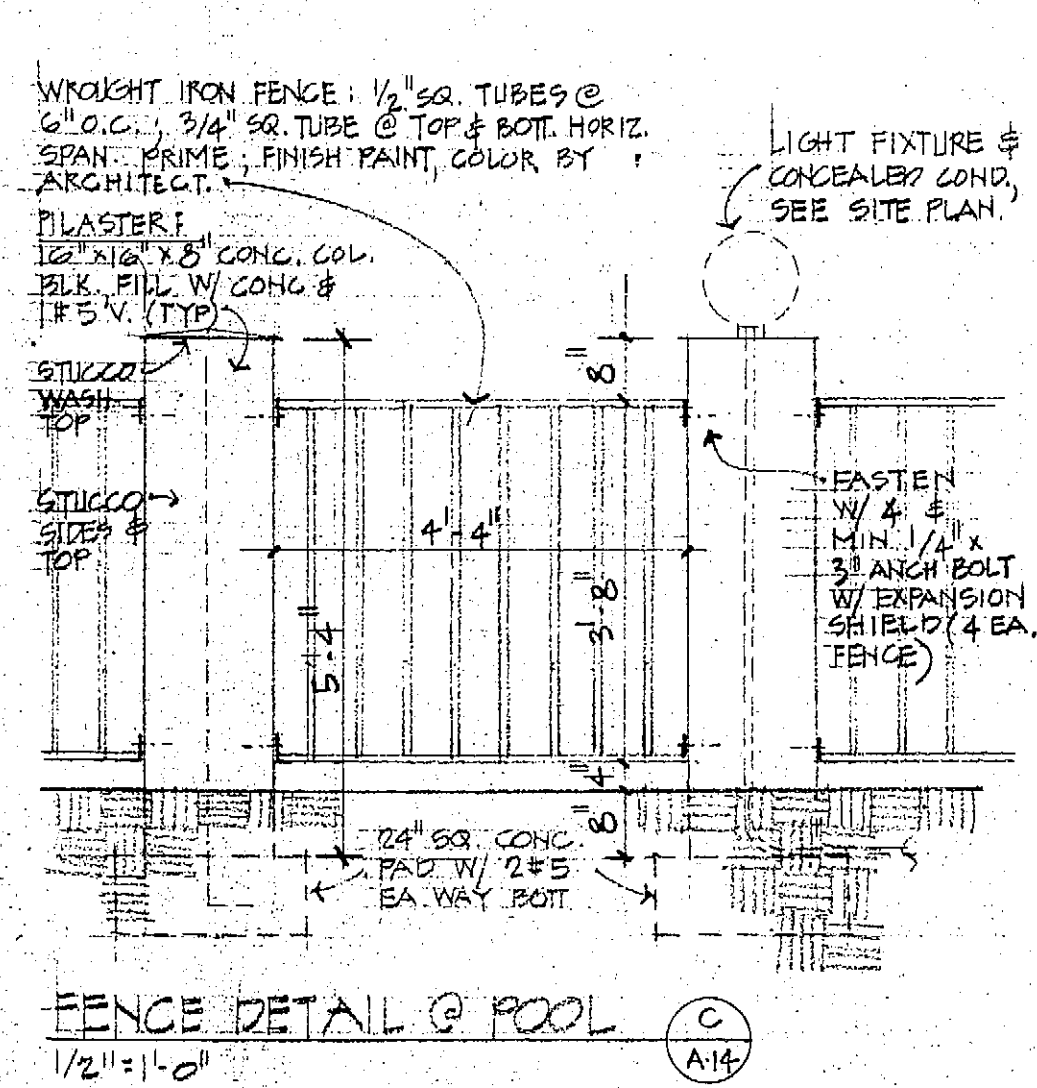 WROUGHT IRON FENCE: 1/2" SQ. TUBES @
6" O.C.; 3/4" SQ. TUBE @ TOP & BOTT. HORIZ.
SPAN. PRIME; FINISH PAINT, COLOR BY
ARCHITECT.
LIGHT FIXTURE &
CONCEALED COND.,
SEE SITE PLAN.
PILASTER:
16"x16"x8" CONC. COL.
BLK. FILL W/ CONC &
1#5 V. (TYP)
STUCCO
WASH
TOP
STUCCO
SIDES &
TOP
8"
4'-4"
5'-4"
3'-8"
4"
8"
FASTEN
W/ 4 &
MIN. 1/4" x
3" ANCH BOLT
W/ EXPANSION
SHIELD (4 EA.
FENCE)
24" SQ. CONC.
PAD W/ 2#5
EA. WAY BOTT
FENCE DETAIL @ POOL
1/2"=1'-0"
C
A-14